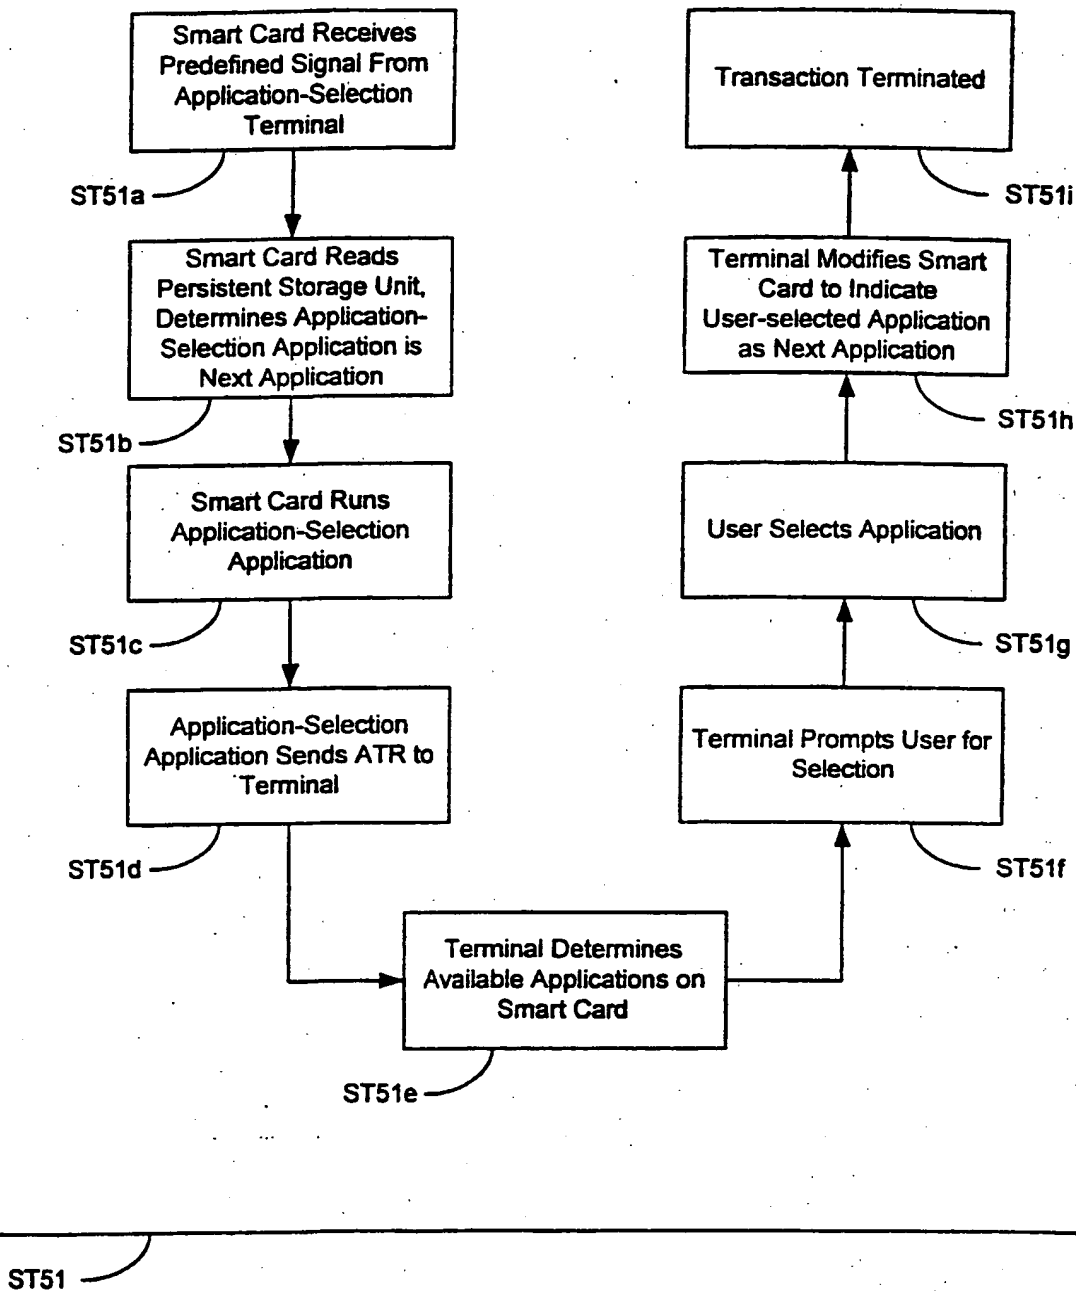 Smart Card Receives
Predefined Signal From
Application-Selection
Terminal
ST51a
Smart Card Reads
Persistent Storage Unit,
Determines Application-
Selection Application is
Next Application
ST51b
Smart Card Runs
Application-Selection
Application
ST51c
Application-Selection
Application Sends ATR to
Terminal
ST51d
Terminal Determines
Available Applications on
Smart Card
ST51e
Terminal Prompts User for
Selection
ST51f
User Selects Application
ST51g
Terminal Modifies Smart
Card to Indicate
User-selected Application
as Next Application
ST51h
Transaction Terminated
ST51i
ST51